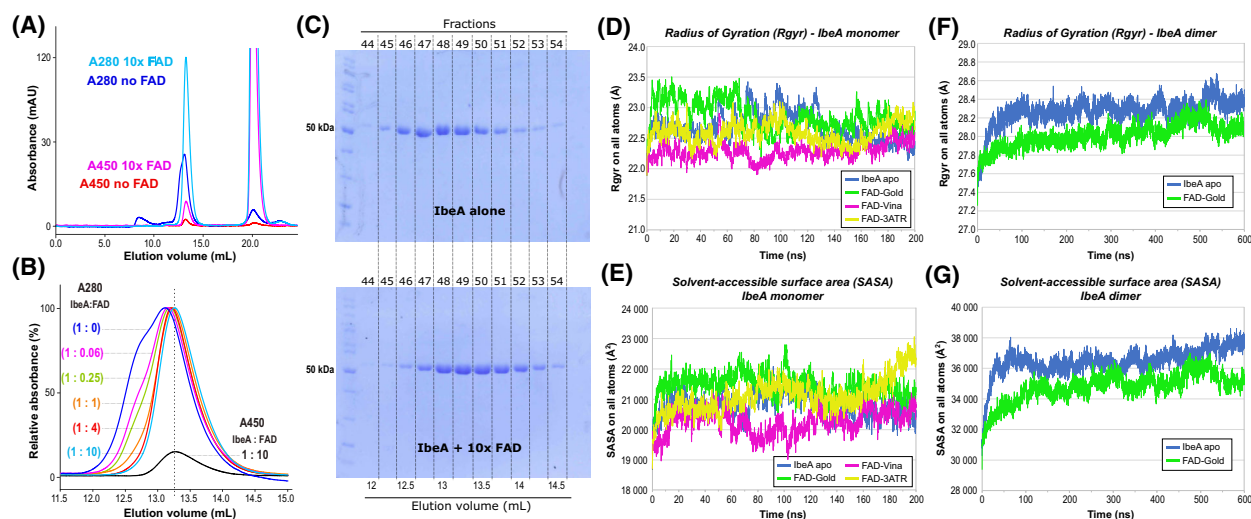 (A)
Absorbance (mAU)
120
30
0
A280 10x FAD
A280 no FAD
A450 10x FAD
A450 no FAD
0.0 10.0 15.0 20.0
Elution volume (mL)
(B)
Relative absorbance (%)
100
50
0
A280
IbeA:FAD
(1 : 0)
(1 : 0.06)
(1 : 0.25)
(1 : 1)
(1 : 4)
(1 : 10)
A450
IbeA : FAD
1 : 10
11.5 12.0 12.5 13.0 13.5 14.0 14.5 15.0
Elution volume (mL)
(C)
Fractions
44 45 46 47 48 49 50 51 52 53 54
50 kDa
IbeA alone
44 45 46 47 48 49 50 51 52 53 54
50 kDa
IbeA + 10x FAD
12 12.5 13 13.5 14 14.5
Elution volume (mL)
(D)
Radius of Gyration (Rgyr) - IbeA monomer
Rgyr on all atoms (Å)
24.0
23.5
23.0
22.5
22.0
21.5
21.0
IbeA apo
FAD-Gold
FAD-Vina
FAD-3ATR
0 20 40 60 80 100 120 140 160 180 200
Time (ns)
(E)
Solvent-accessible surface area (SASA)
IbeA monomer
SASA on all atoms (Å²)
24 000
23 000
22 000
21 000
20 000
19 000
18 000
IbeA apo FAD-Vina
FAD-Gold FAD-3ATR
0 20 40 60 80 100 120 140 160 180 200
Time (ns)
(F)
Radius of Gyration (Rgyr) - IbeA dimer
Rgyr on all atoms (Å)
29.0
28.8
28.6
28.4
28.2
28.0
27.8
27.6
27.4
27.2
27.0
IbeA apo
FAD-Gold
0 100 200 300 400 500 600
Time (ns)
(G)
Solvent-accessible surface area (SASA)
IbeA dimer
SASA on all atoms (Å²)
40 000
38 000
36 000
34 000
32 000
30 000
28 000
IbeA apo
FAD-Gold
0 100 200 300 400 500 600
Time (ns)